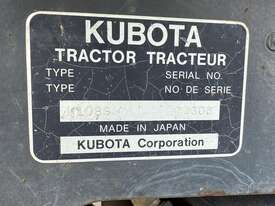 KUBOTA
TRACTOR TRACTEUR
TYPE SERIAL NO.
TYPE NO DE SERIE
MADE IN JAPAN
KUBOTA Corporation